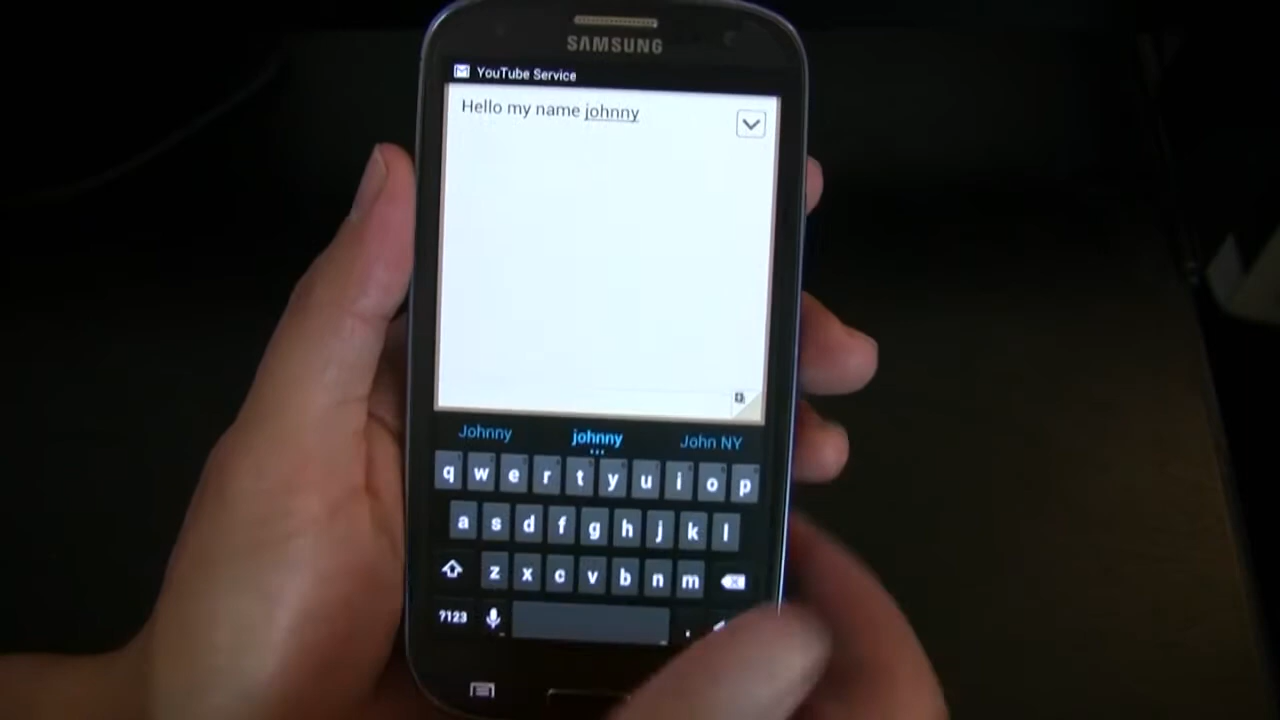 SAMSUNG
YouTube Service
Hello my name johnny
Johnny johnny John NY
q w e r t y u i o p
a s d f g h j k l
z x c v b n m
?123 .